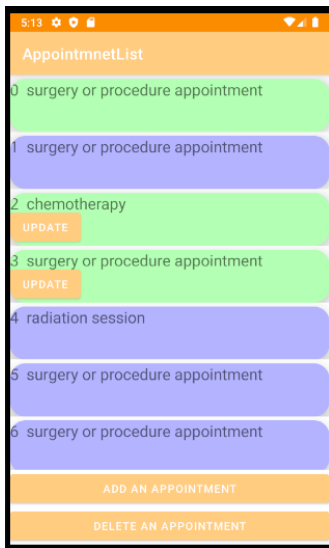 5:13
AppointmnetList
0 surgery or procedure appointment
1 surgery or procedure appointment
2 chemotherapy
UPDATE
3 surgery or procedure appointment
UPDATE
4 radiation session
5 surgery or procedure appointment
6 surgery or procedure appointment
ADD AN APPOINTMENT
DELETE AN APPOINTMENT